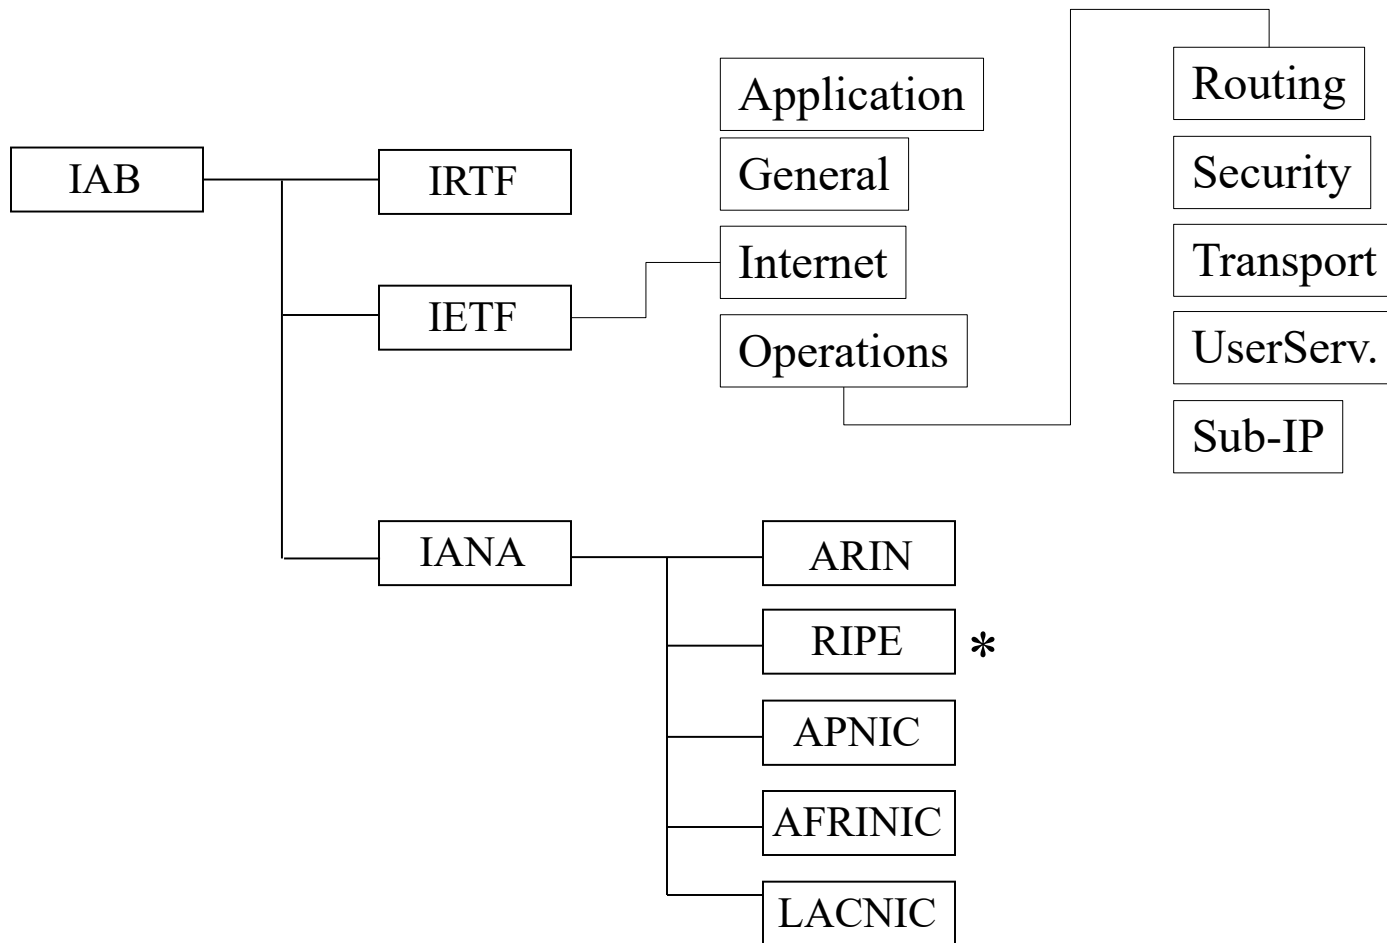 IAB
IRTF
IETF
IANA
Application
General
Internet
Operations
Routing
Security
Transport
UserServ.
Sub-IP
ARIN
RIPE *
APNIC
AFRINIC
LACNIC